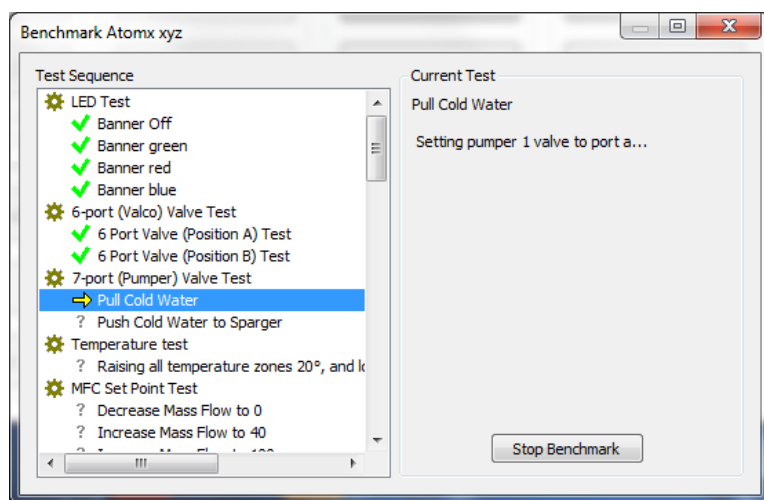 Benchmark Atomx xyz
Test Sequence
LED Test
Banner Off
Banner green
Banner red
Banner blue
6-port (Valco) Valve Test
6 Port Valve (Position A) Test
6 Port Valve (Position B) Test
7-port (Pumper) Valve Test
Pull Cold Water
? Push Cold Water to Sparger
Temperature test
? Raising all temperature zones 20°, and
MFC Set Point Test
? Decrease Mass Flow to 0
? Increase Mass Flow to 40
Current Test
Pull Cold Water
Setting pumper 1 valve to port a...
Stop Benchmark